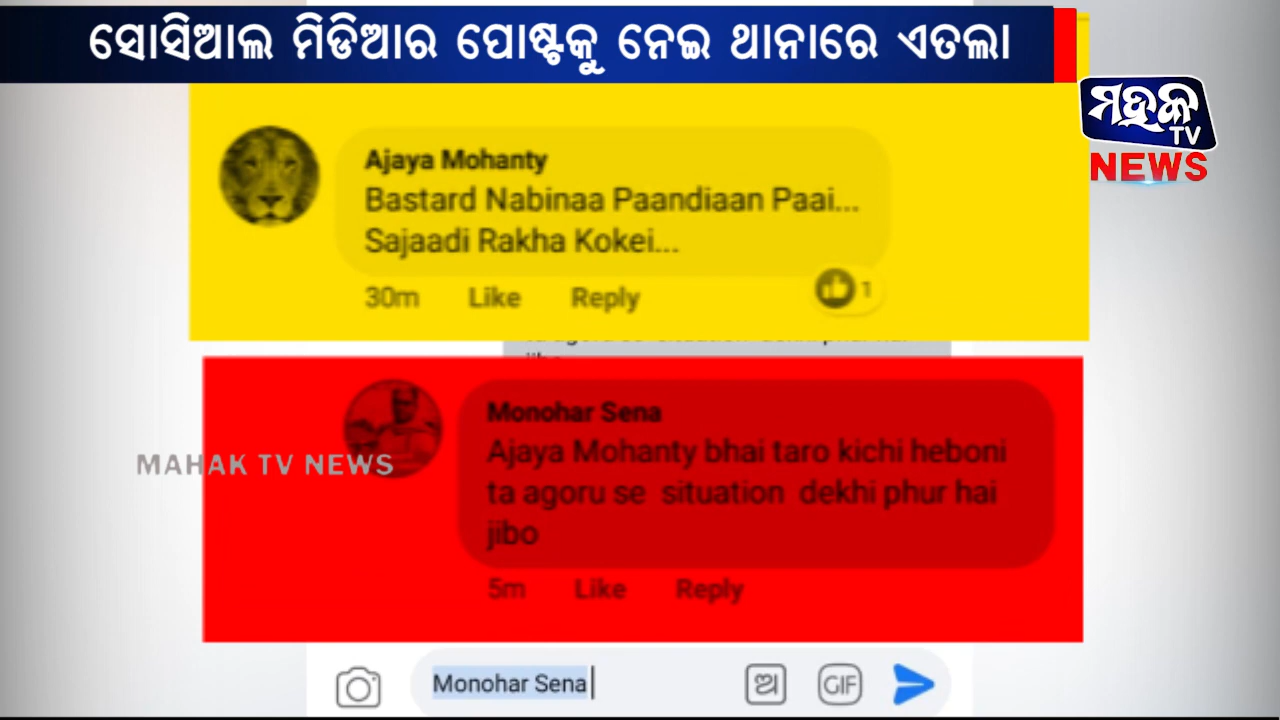 ସୋସିଆଲ ମିଡିଆର ପୋଷ୍ଟକୁ ନେଇ ଥାନାରେ ଏତଲା
ମହକ
TV
NEWS
Ajaya Mohanty
Bastard Nabinaa Paandiaan Paai...
Sajaadi Rakha Kokei...
30m Like Reply 1
Monohar Sena
Ajaya Mohanty bhai taro kichi heboni
ta agoru se situation dekhi phur hai
jibo
5m Like Reply
MAHAK TV NEWS
Monohar Sena
ଅ GIF